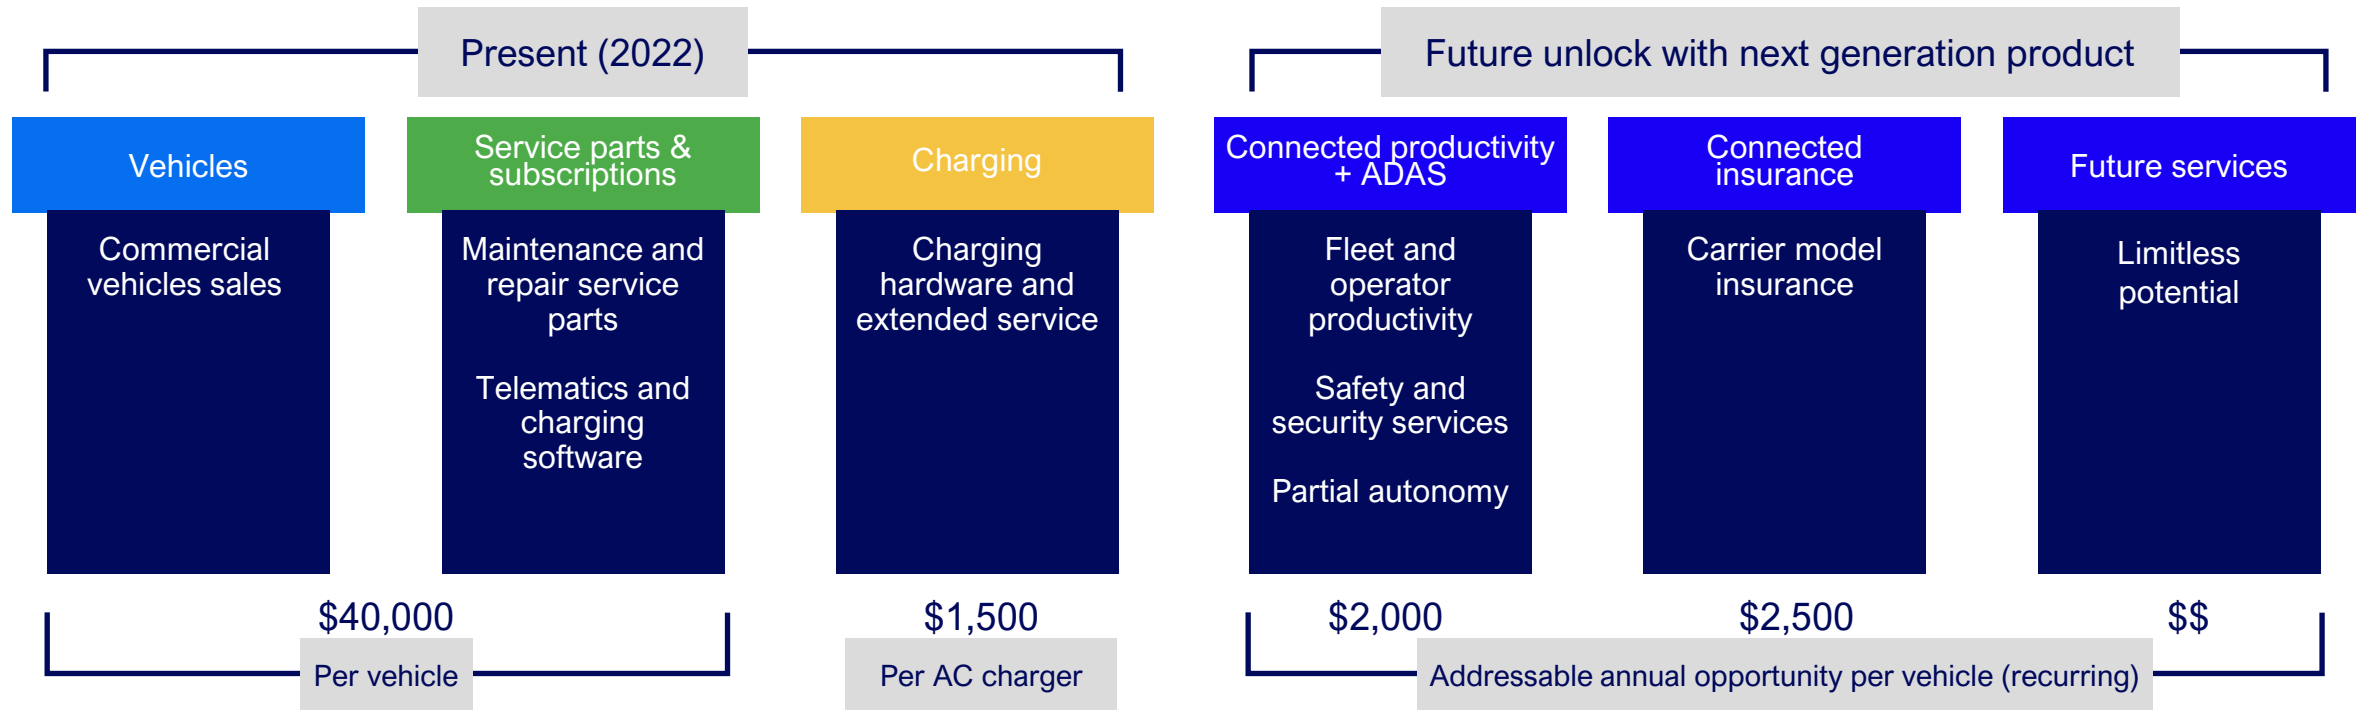 Present (2022)
Future unlock with next generation product
Vehicles
Service parts &
subscriptions
Charging
Connected productivity
+ ADAS
Connected
insurance
Future services
Commercial
vehicles sales
Maintenance and
repair service
parts
Telematics and
charging
software
Charging
hardware and
extended service
Fleet and
operator
productivity
Safety and
security services
Partial autonomy
Carrier model
insurance
Limitless
potential
$40,000
Per vehicle
$1,500
Per AC charger
$2,000
$2,500
$$
Addressable annual opportunity per vehicle (recurring)